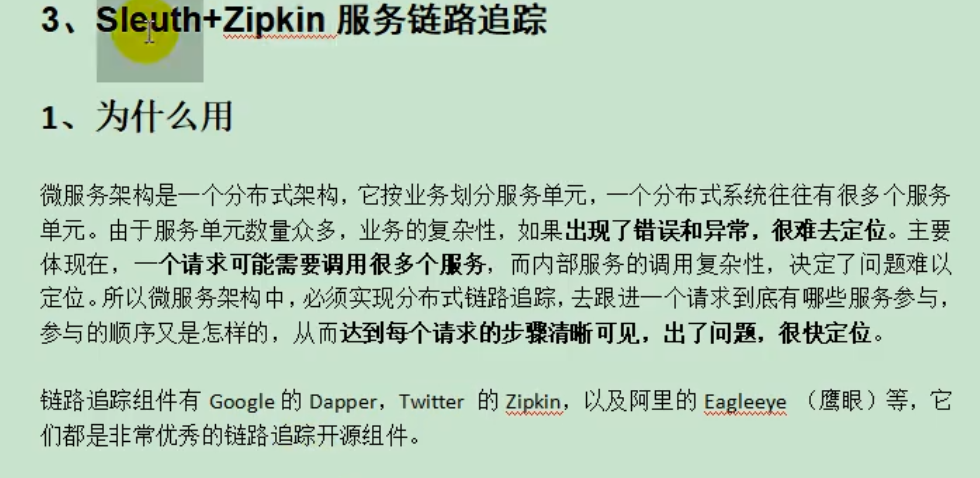 3、Sleuth+Zipkin 服务链路追踪
1、为什么用
微服务架构是一个分布式架构，它按业务划分服务单元，一个分布式系统往往有很多个服务
单元。由于服务单元数量众多，业务的复杂性，如果出现了错误和异常，很难去定位。主要
体现在，一个请求可能需要调用很多个服务，而内部服务的调用复杂性，决定了问题难以
定位。所以微服务架构中，必须实现分布式链路追踪，去跟进一个请求到底有哪些服务参与，
参与的顺序又是怎样的，从而达到每个请求的步骤清晰可见，出了问题，很快定位。
链路追踪组件有 Google 的 Dapper，Twitter 的 Zipkin，以及阿里的 Eagleeye （鹰眼）等，它
们都是非常优秀的链路追踪开源组件。